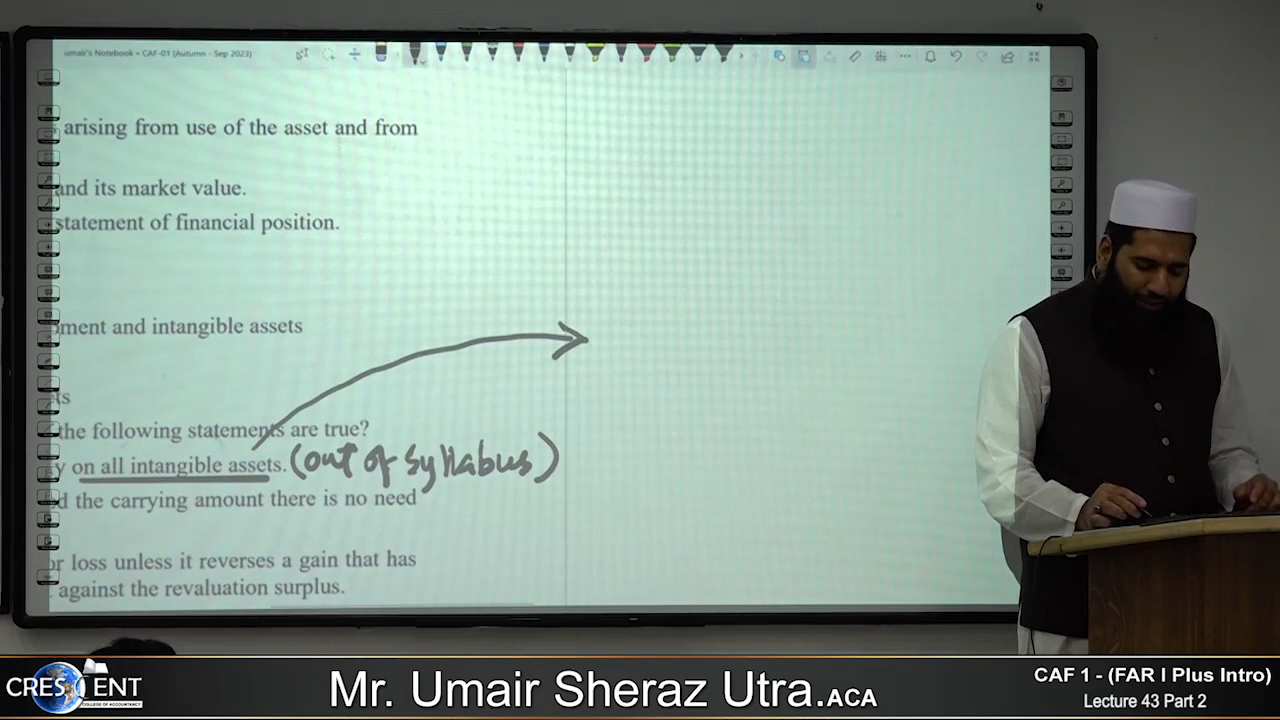 umair's Notebook » CAF-01 (Autumn - Sep 2023)
arising from use of the asset and from
and its market value.
statement of financial position.
and intangible assets
the following statements are true?
on all intangible assets. (out of syllabus)
the carrying amount there is no need
or loss unless it reverses a gain that has
against the revaluation surplus.
CRESCENT
COLLEGE OF ACCOUNTANCY
Mr. Umair Sheraz Utra.ACA
CAF 1 - (FAR I Plus Intro)
Lecture 43 Part 2